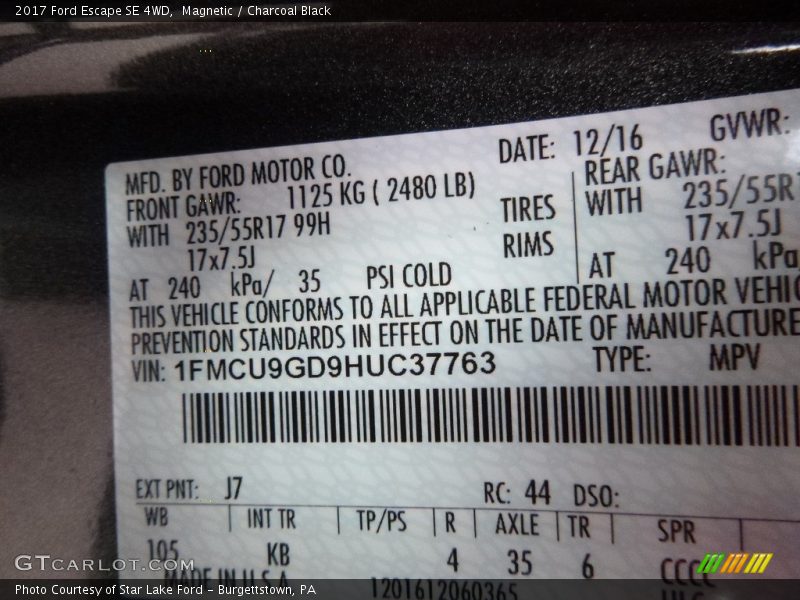 2017 Ford Escape SE 4WD,  Magnetic / Charcoal Black
MFD. BY FORD MOTOR CO. DATE: 12/16 GVWR:
FRONT GAWR: 1125 KG ( 2480 LB) REAR GAWR:
WITH 235/55R17 99H TIRES WITH 235/55R
17x7.5J RIMS 17x7.5J
AT 240 kPa/ 35 PSI COLD AT 240 kPa
THIS VEHICLE CONFORMS TO ALL APPLICABLE FEDERAL MOTOR VEHIC
PREVENTION STANDARDS IN EFFECT ON THE DATE OF MANUFACTURE
VIN: 1FMCU9GD9HUC37763 TYPE: MPV
EXT PNT: J7 RC: 44 DSO:
WB INT TR TP/PS R AXLE TR SPR
105 KB 4 35 6 CCCC
MADE IN U.S.A. 1201612060365
GTCARLOT.COM
Photo Courtesy of Star Lake Ford – Burgettstown, PA